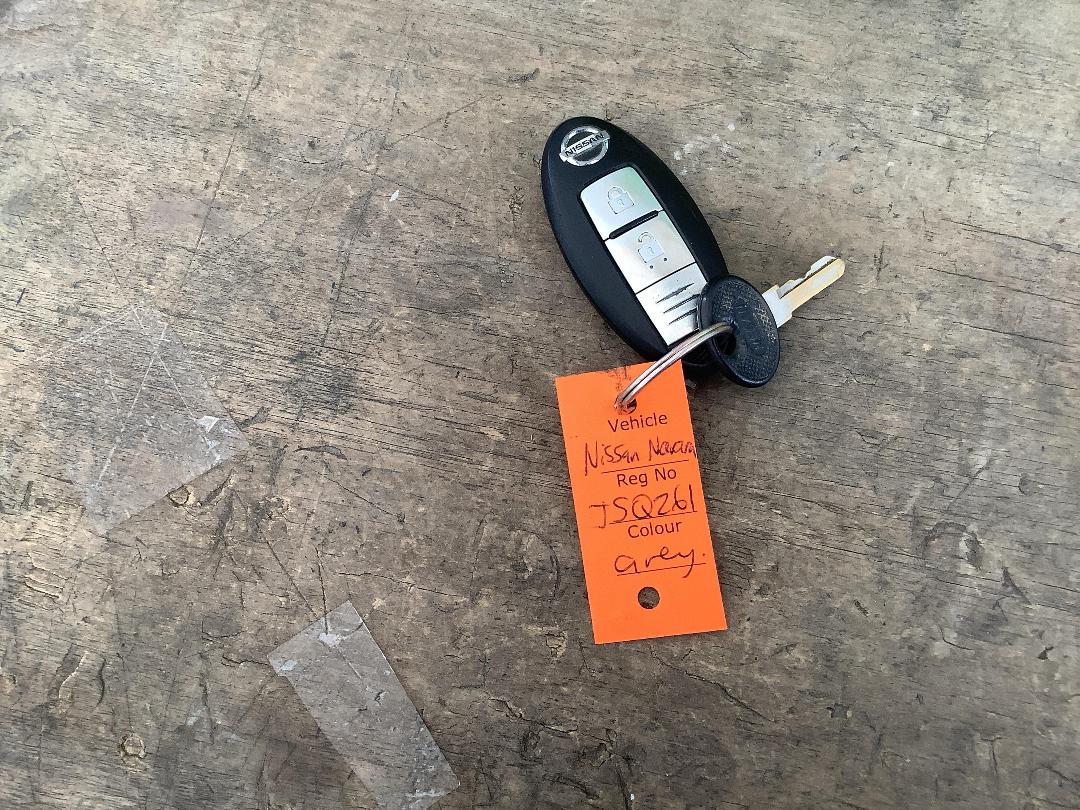 NISSAN
Vehicle
Nissan Navara
Reg No
JSQ261
Colour
Grey.